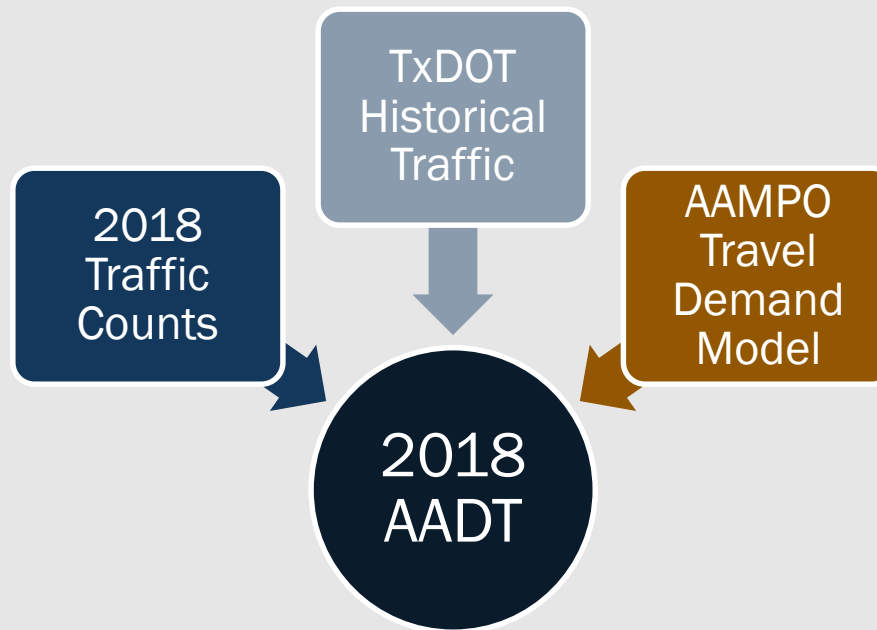 TxDOT
Historical
Traffic
2018
Traffic
Counts
AAMPO
Travel
Demand
Model
2018
AADT